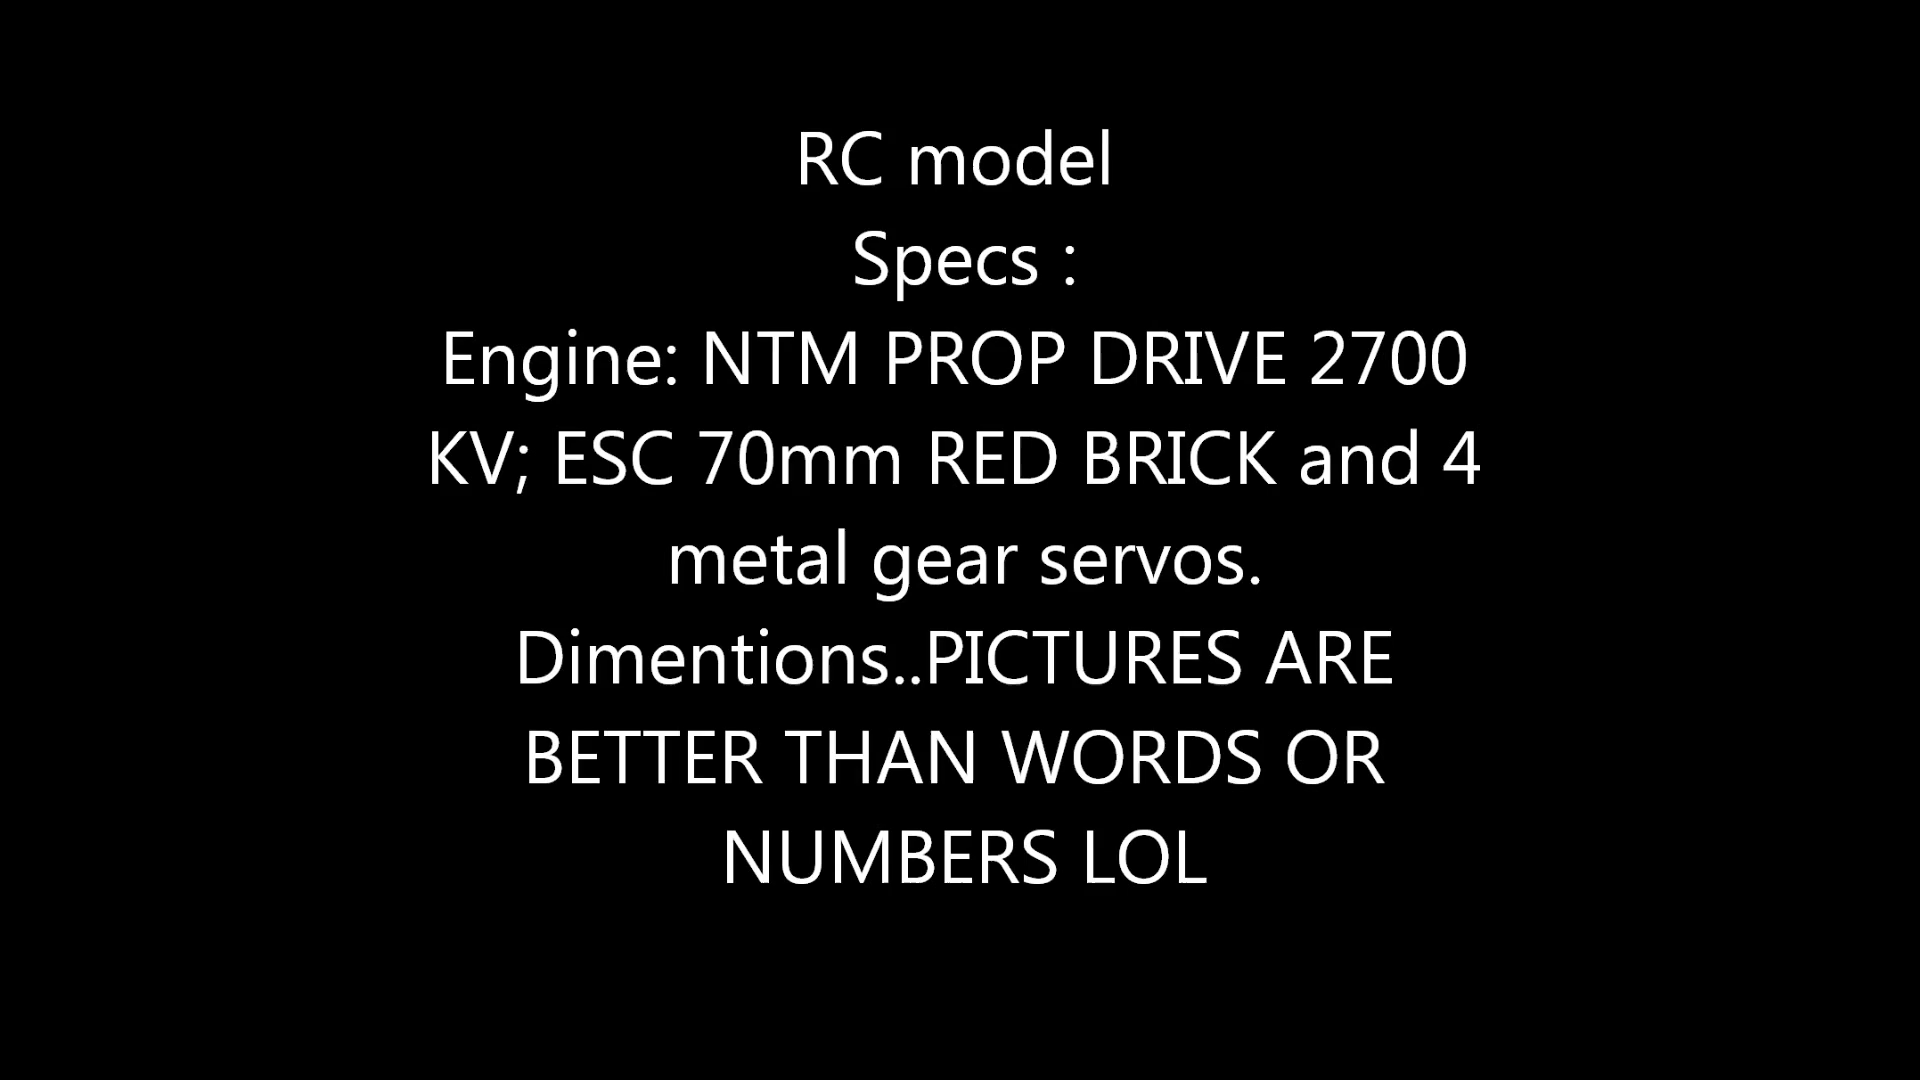 RC model
Specs :
Engine: NTM PROP DRIVE 2700
KV; ESC 70mm RED BRICK and 4
metal gear servos.
Dimentions..PICTURES ARE
BETTER THAN WORDS OR
NUMBERS LOL